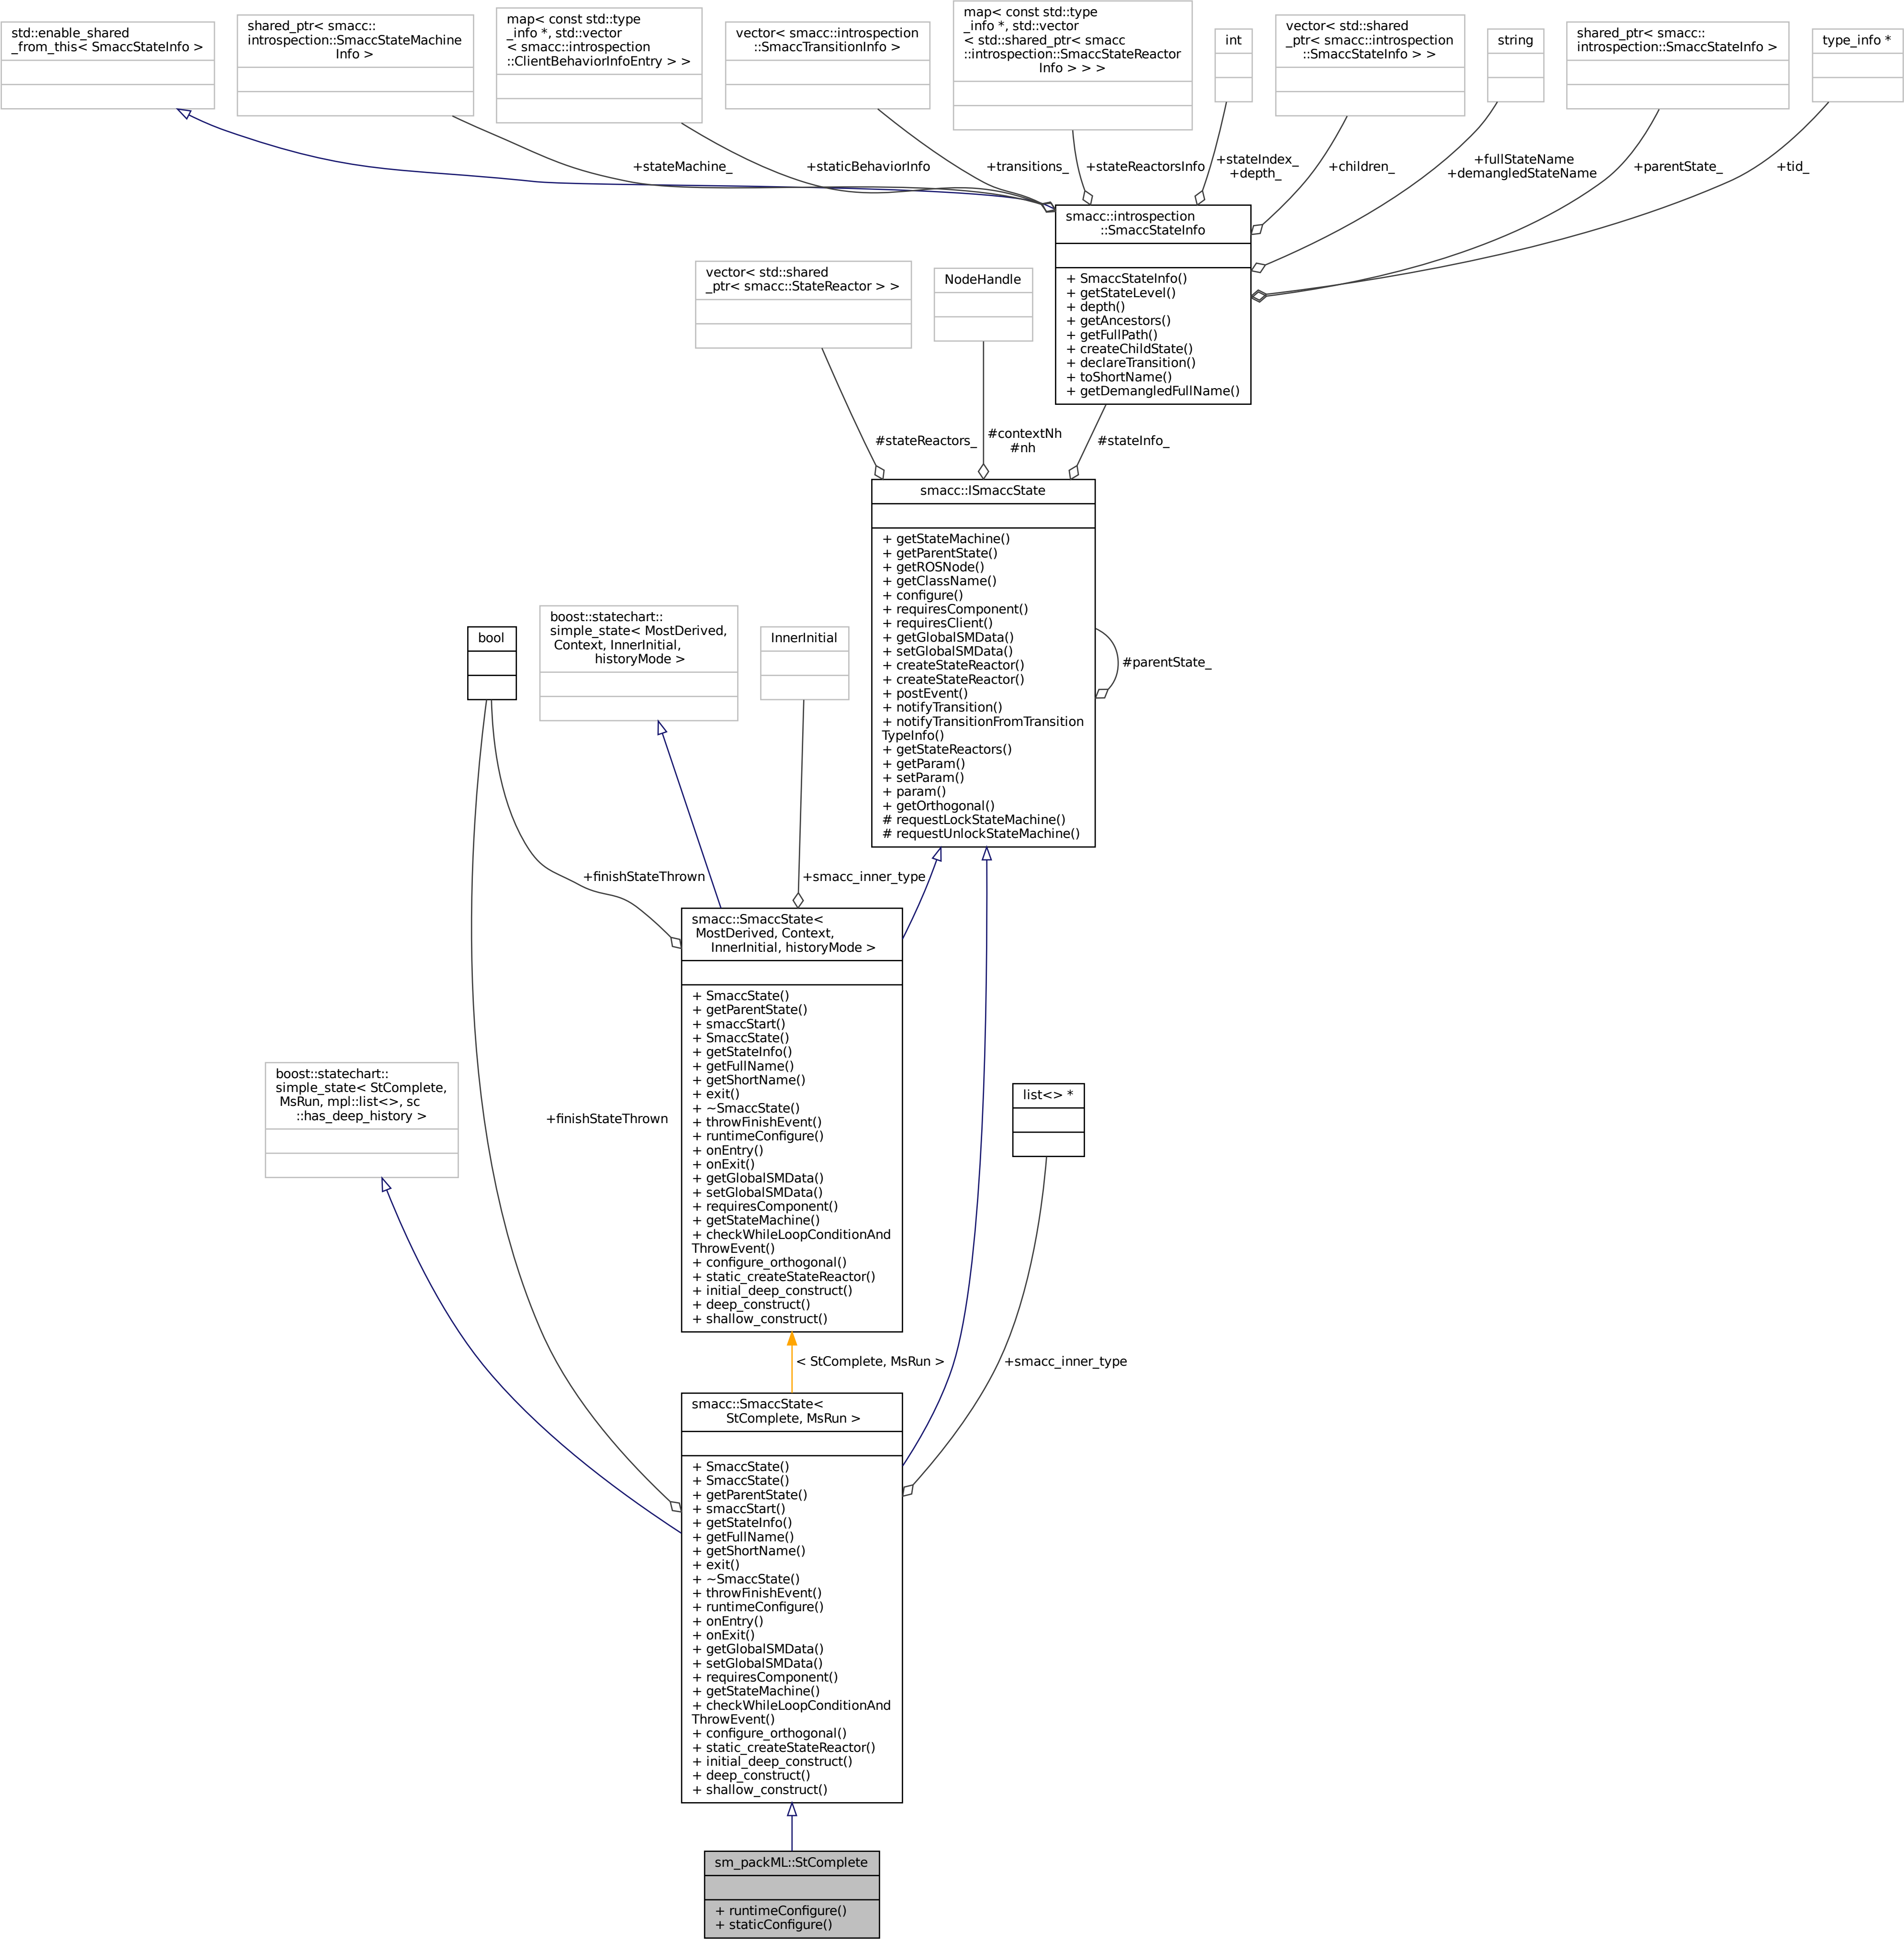 std::enable_shared
_from_this< SmaccStateInfo >
shared_ptr< smacc::
introspection::SmaccStateMachine
Info >
map< const std::type
_info *, std::vector
< smacc::introspection
::ClientBehaviorInfoEntry > >
vector< smacc::introspection
::SmaccTransitionInfo >
map< const std::type
_info *, std::vector
< std::shared_ptr< smacc
::introspection::SmaccStateReactor
Info > > >
int
vector< std::shared
_ptr< smacc::introspection
::SmaccStateInfo > >
string
shared_ptr< smacc::
introspection::SmaccStateInfo >
type_info *
+stateMachine_
+staticBehaviorInfo
+transitions_
+stateReactorsInfo
+stateIndex_
+depth_
+children_
+fullStateName
+demangledStateName
+parentState_
+tid_
smacc::introspection
::SmaccStateInfo
+ SmaccStateInfo()
+ getStateLevel()
+ depth()
+ getAncestors()
+ getFullPath()
+ createChildState()
+ declareTransition()
+ toShortName()
+ getDemangledFullName()
vector< std::shared
_ptr< smacc::StateReactor > >
NodeHandle
#stateReactors_
#contextNh
#nh
#stateInfo_
smacc::ISmaccState
+ getStateMachine()
+ getParentState()
+ getROSNode()
+ getClassName()
+ configure()
+ requiresComponent()
+ requiresClient()
+ getGlobalSMData()
+ setGlobalSMData()
+ createStateReactor()
+ createStateReactor()
+ postEvent()
+ notifyTransition()
+ notifyTransitionFromTransition
TypeInfo()
+ getStateReactors()
+ getParam()
+ setParam()
+ param()
+ getOrthogonal()
# requestLockStateMachine()
# requestUnlockStateMachine()
#parentState_
bool
boost::statechart::
simple_state< MostDerived,
Context, InnerInitial,
historyMode >
InnerInitial
+finishStateThrown
+smacc_inner_type
smacc::SmaccState<
MostDerived, Context,
InnerInitial, historyMode >
+ SmaccState()
+ getParentState()
+ smaccStart()
+ SmaccState()
+ getStateInfo()
+ getFullName()
+ getShortName()
+ exit()
+ ~SmaccState()
+ throwFinishEvent()
+ runtimeConfigure()
+ onEntry()
+ onExit()
+ getGlobalSMData()
+ setGlobalSMData()
+ requiresComponent()
+ getStateMachine()
+ checkWhileLoopConditionAnd
ThrowEvent()
+ configure_orthogonal()
+ static_createStateReactor()
+ initial_deep_construct()
+ deep_construct()
+ shallow_construct()
boost::statechart::
simple_state< StComplete,
MsRun, mpl::list<>, sc
::has_deep_history >
+finishStateThrown
list<> *
< StComplete, MsRun >
+smacc_inner_type
smacc::SmaccState<
StComplete, MsRun >
+ SmaccState()
+ SmaccState()
+ getParentState()
+ smaccStart()
+ getStateInfo()
+ getFullName()
+ getShortName()
+ exit()
+ ~SmaccState()
+ throwFinishEvent()
+ runtimeConfigure()
+ onEntry()
+ onExit()
+ getGlobalSMData()
+ setGlobalSMData()
+ requiresComponent()
+ getStateMachine()
+ checkWhileLoopConditionAnd
ThrowEvent()
+ configure_orthogonal()
+ static_createStateReactor()
+ initial_deep_construct()
+ deep_construct()
+ shallow_construct()
sm_packML::StComplete
+ runtimeConfigure()
+ staticConfigure()